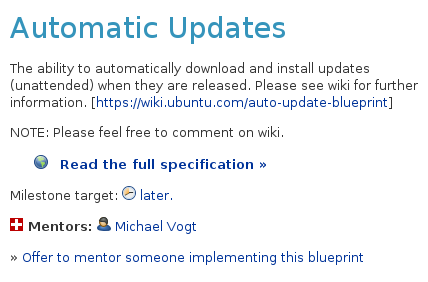 Automatic Updates
The ability to automatically download and install updates
(unattended) when they are released. Please see wiki for further
information. [https://wiki.ubuntu.com/auto-update-blueprint]
NOTE: Please feel free to comment on wiki.
Read the full specification »
Milestone target: later.
Mentors: Michael Vogt
» Offer to mentor someone implementing this blueprint